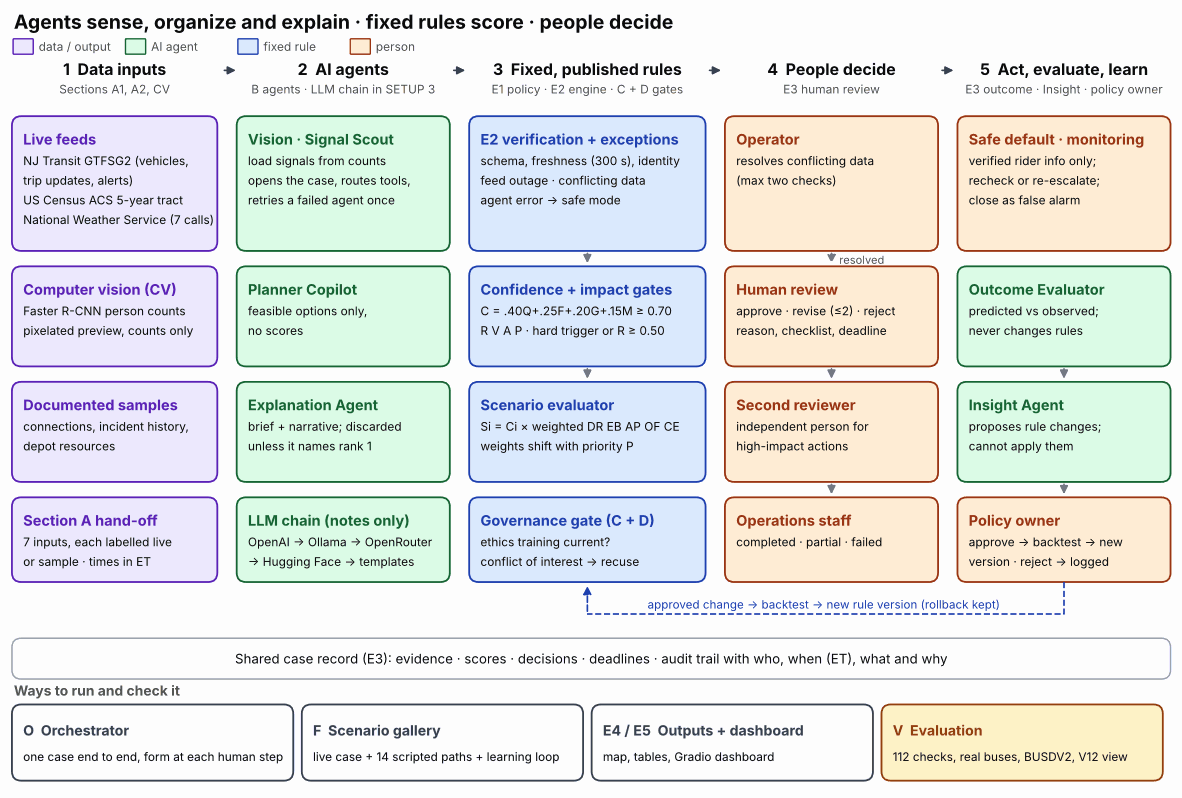 Agents sense, organize and explain · fixed rules score · people decide
data / output
AI agent
fixed rule
person
1 Data inputs
Sections A1, A2, CV
2 AI agents
B agents · LLM chain in SETUP 3
3 Fixed, published rules
E1 policy · E2 engine · C + D gates
4 People decide
E3 human review
5 Act, evaluate, learn
E3 outcome · Insight · policy owner
Live feeds
NJ Transit GTFSG2 (vehicles,
trip updates, alerts)
US Census ACS 5-year tract
National Weather Service (7 calls)
Vision · Signal Scout
load signals from counts
opens the case, routes tools,
retries a failed agent once
E2 verification + exceptions
schema, freshness (300 s), identity
feed outage · conflicting data
agent error → safe mode
Operator
resolves conflicting data
(max two checks)
Safe default · monitoring
verified rider info only;
recheck or re-escalate;
close as false alarm
resolved
Computer vision (CV)
Faster R-CNN person counts
pixelated preview, counts only
Planner Copilot
feasible options only,
no scores
Confidence + impact gates
C = .40Q+.25F+.20G+.15M ≥ 0.70
R V A P · hard trigger or R ≥ 0.50
Human review
approve · revise (≤2) · reject
reason, checklist, deadline
Outcome Evaluator
predicted vs observed;
never changes rules
Documented samples
connections, incident history,
depot resources
Explanation Agent
brief + narrative; discarded
unless it names rank 1
Scenario evaluator
Si = Ci × weighted DR EB AP OF CE
weights shift with priority P
Second reviewer
independent person for
high-impact actions
Insight Agent
proposes rule changes;
cannot apply them
Section A hand-off
7 inputs, each labelled live
or sample · times in ET
LLM chain (notes only)
OpenAI → Ollama → OpenRouter
→ Hugging Face → templates
Governance gate (C + D)
ethics training current?
conflict of interest → recuse
Operations staff
completed · partial · failed
Policy owner
approve → backtest → new
version · reject → logged
approved change → backtest → new rule version (rollback kept)
Shared case record (E3): evidence · scores · decisions · deadlines · audit trail with who, when (ET), what and why
Ways to run and check it
O Orchestrator
one case end to end, form at each human step
F Scenario gallery
live case + 14 scripted paths + learning loop
E4 / E5 Outputs + dashboard
map, tables, Gradio dashboard
V Evaluation
112 checks, real buses, BUSDV2, V12 view